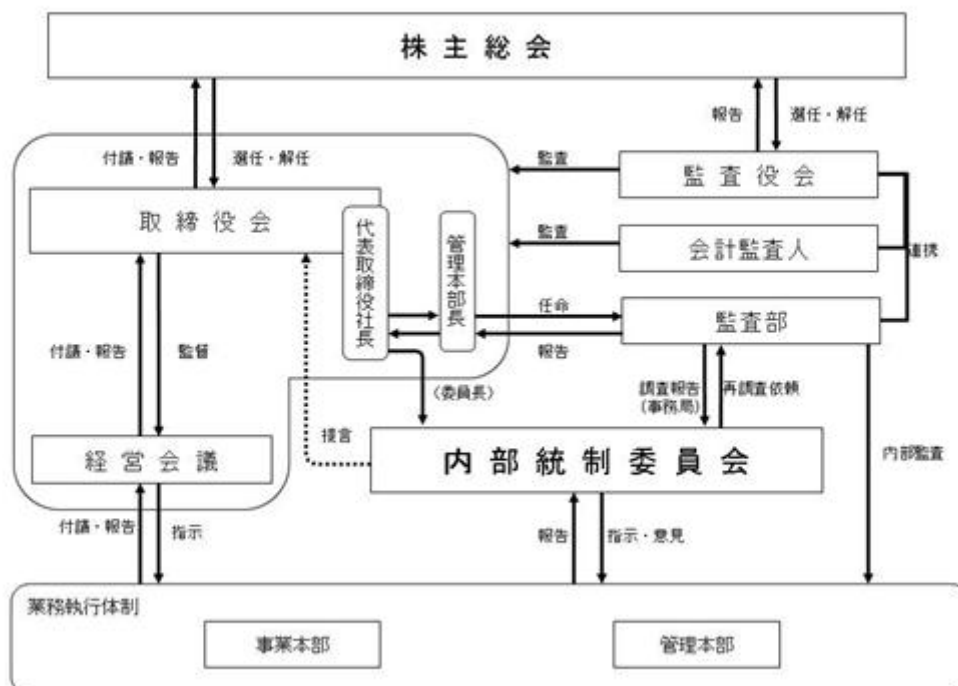 株主総会
報告
選任・解任
付議・報告
選任・解任
監査
監査役会
取締役会
代表取締役社長
管理本部長
監査
会計監査人
連携
任命
監査部
報告
付議・報告
監督
〈委員長〉
調査報告
(事務局)
再調査依頼
提言
経営会議
内部統制委員会
内部監査
付議・報告
指示
報告
指示・意見
業務執行体制
事業本部
管理本部